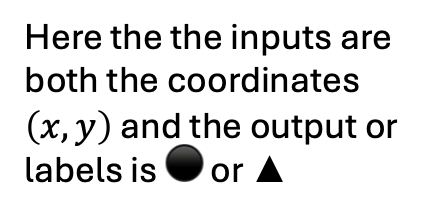 Here the the inputs are
both the coordinates
(x, y) and the output or
labels is ⚫ or ▲